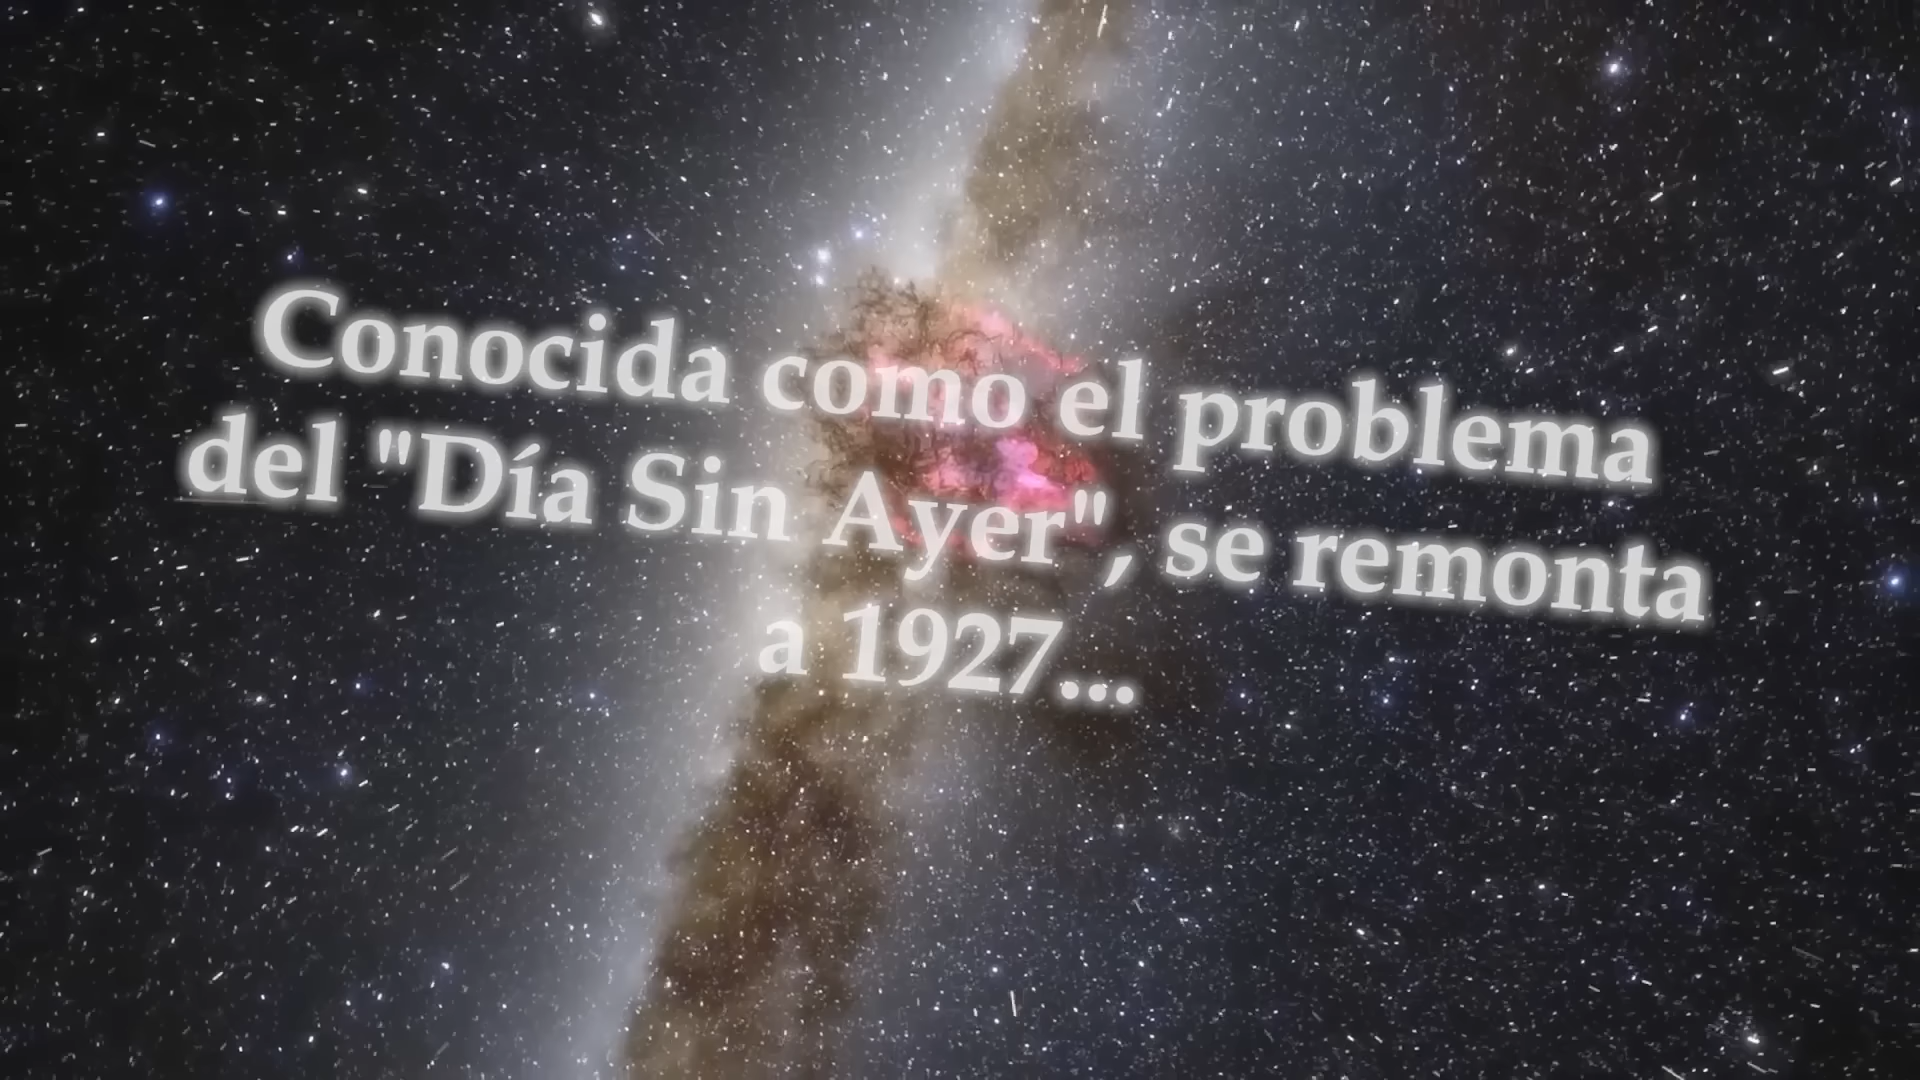 Conocida como el problema
del "Día Sin Ayer", se remonta
a 1927...